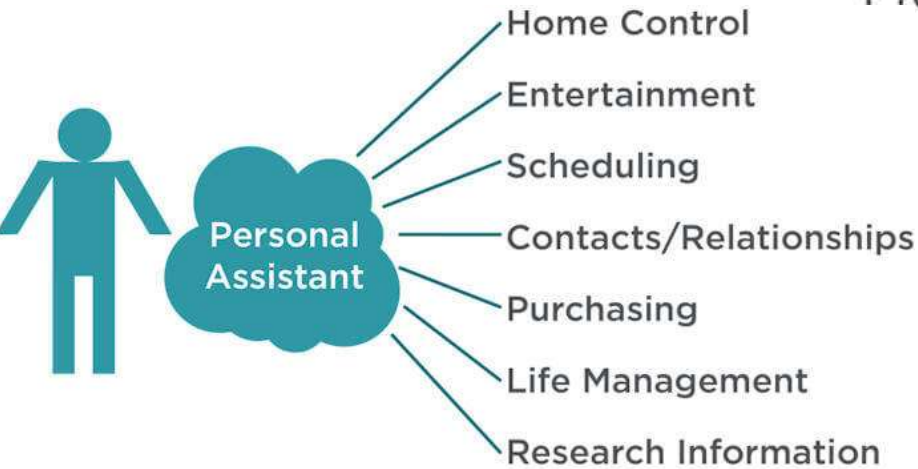 Home Control
Entertainment
Scheduling
Contacts/Relationships
Personal
Assistant
Purchasing
Life Management
Research Information